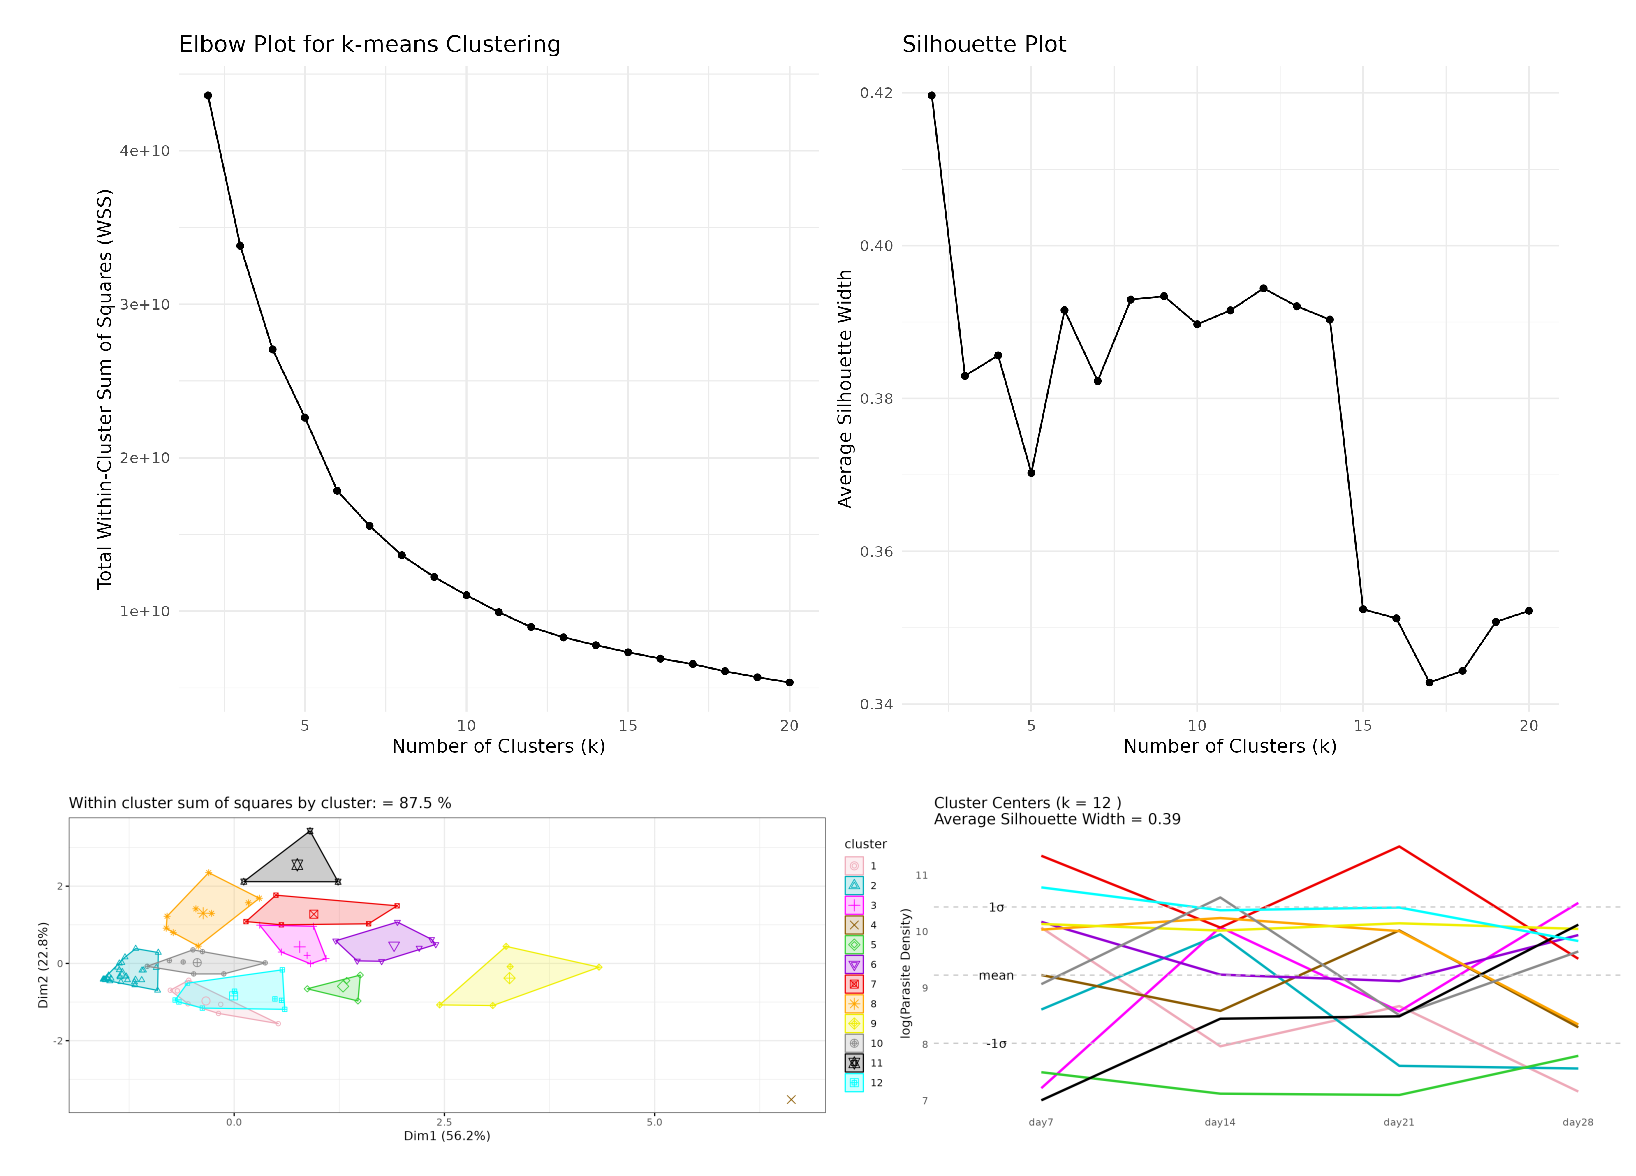 Elbow Plot for k-means Clustering
Total Within-Cluster Sum of Squares (WSS)
4e+10
3e+10
2e+10
1e+10
5
10
15
20
Number of Clusters (k)
Silhouette Plot
Average Silhouette Width
0.42
0.40
0.38
0.36
0.34
5
10
15
20
Number of Clusters (k)
Within cluster sum of squares by cluster: = 87.5 %
Dim2 (22.8%)
2
0
-2
0.0
2.5
5.0
Dim1 (56.2%)
cluster
1
2
3
4
5
6
7
8
9
10
11
12
Cluster Centers (k = 12 )
Average Silhouette Width = 0.39
log(Parasite Density)
11
10
9
8
7
1σ
mean
-1σ
day7
day14
day21
day28